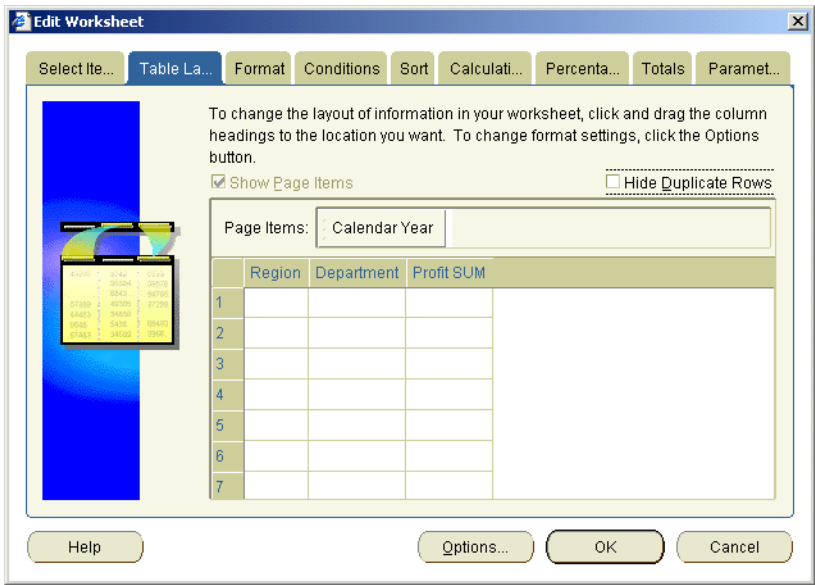 Edit Worksheet
Select Ite... Table La... Format Conditions Sort Calculati... Percenta... Totals Paramet...
To change the layout of information in your worksheet, click and drag the column
headings to the location you want. To change format settings, click the Options
button.
Show Page Items Hide Duplicate Rows
Page Items: Calendar Year
Region Department Profit SUM
1
2
3
4
5
6
7
Help Options... OK Cancel